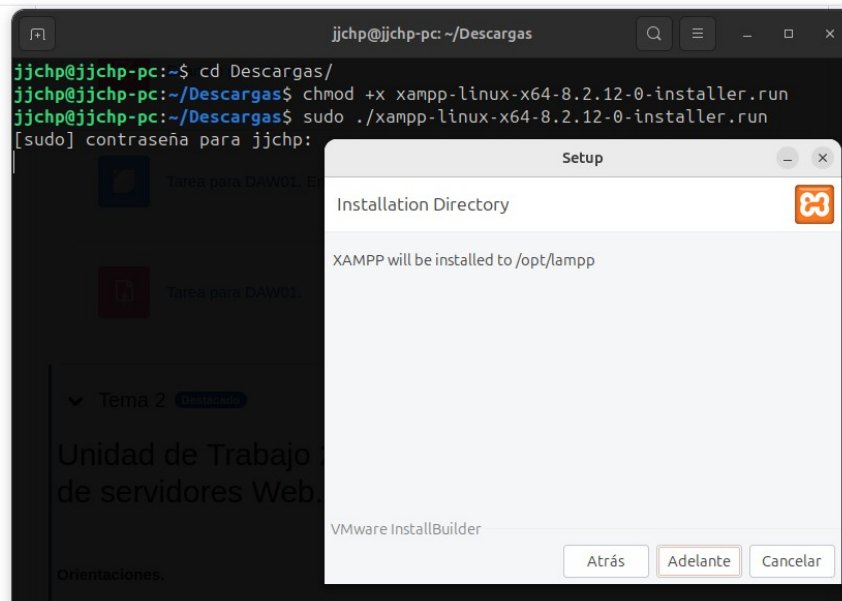 jjchp@jjchp-pc: ~/Descargas
jjchp@jjchp-pc:~$ cd Descargas/
jjchp@jjchp-pc:~/Descargas$ chmod +x xampp-linux-x64-8.2.12-0-installer.run
jjchp@jjchp-pc:~/Descargas$ sudo ./xampp-linux-x64-8.2.12-0-installer.run
[sudo] contraseña para jjchp:
Setup
Installation Directory
XAMPP will be installed to /opt/lampp
VMware InstallBuilder
Atrás Adelante Cancelar
Tarea para DAW01. En
Tarea para DAW01.
Tema 2 Destacado
Unidad de Trabajo
de servidores Web.
Orientaciones.